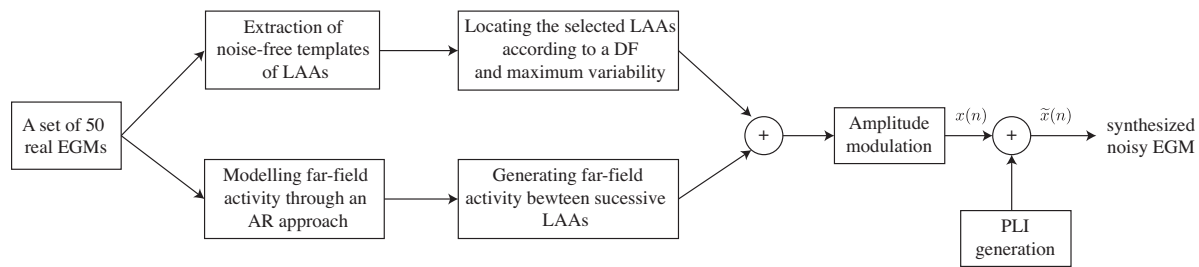 A set of 50
real EGMs
Extraction of
noise-free templates
of LAAs
Locating the selected LAAs
according to a DF
and maximum variability
Modelling far-field
activity through an
AR approach
Generating far-field
activity bewteen sucessive
LAAs
+
Amplitude
modulation
x(n)
+
x̃(n)
synthesized
noisy EGM
PLI
generation